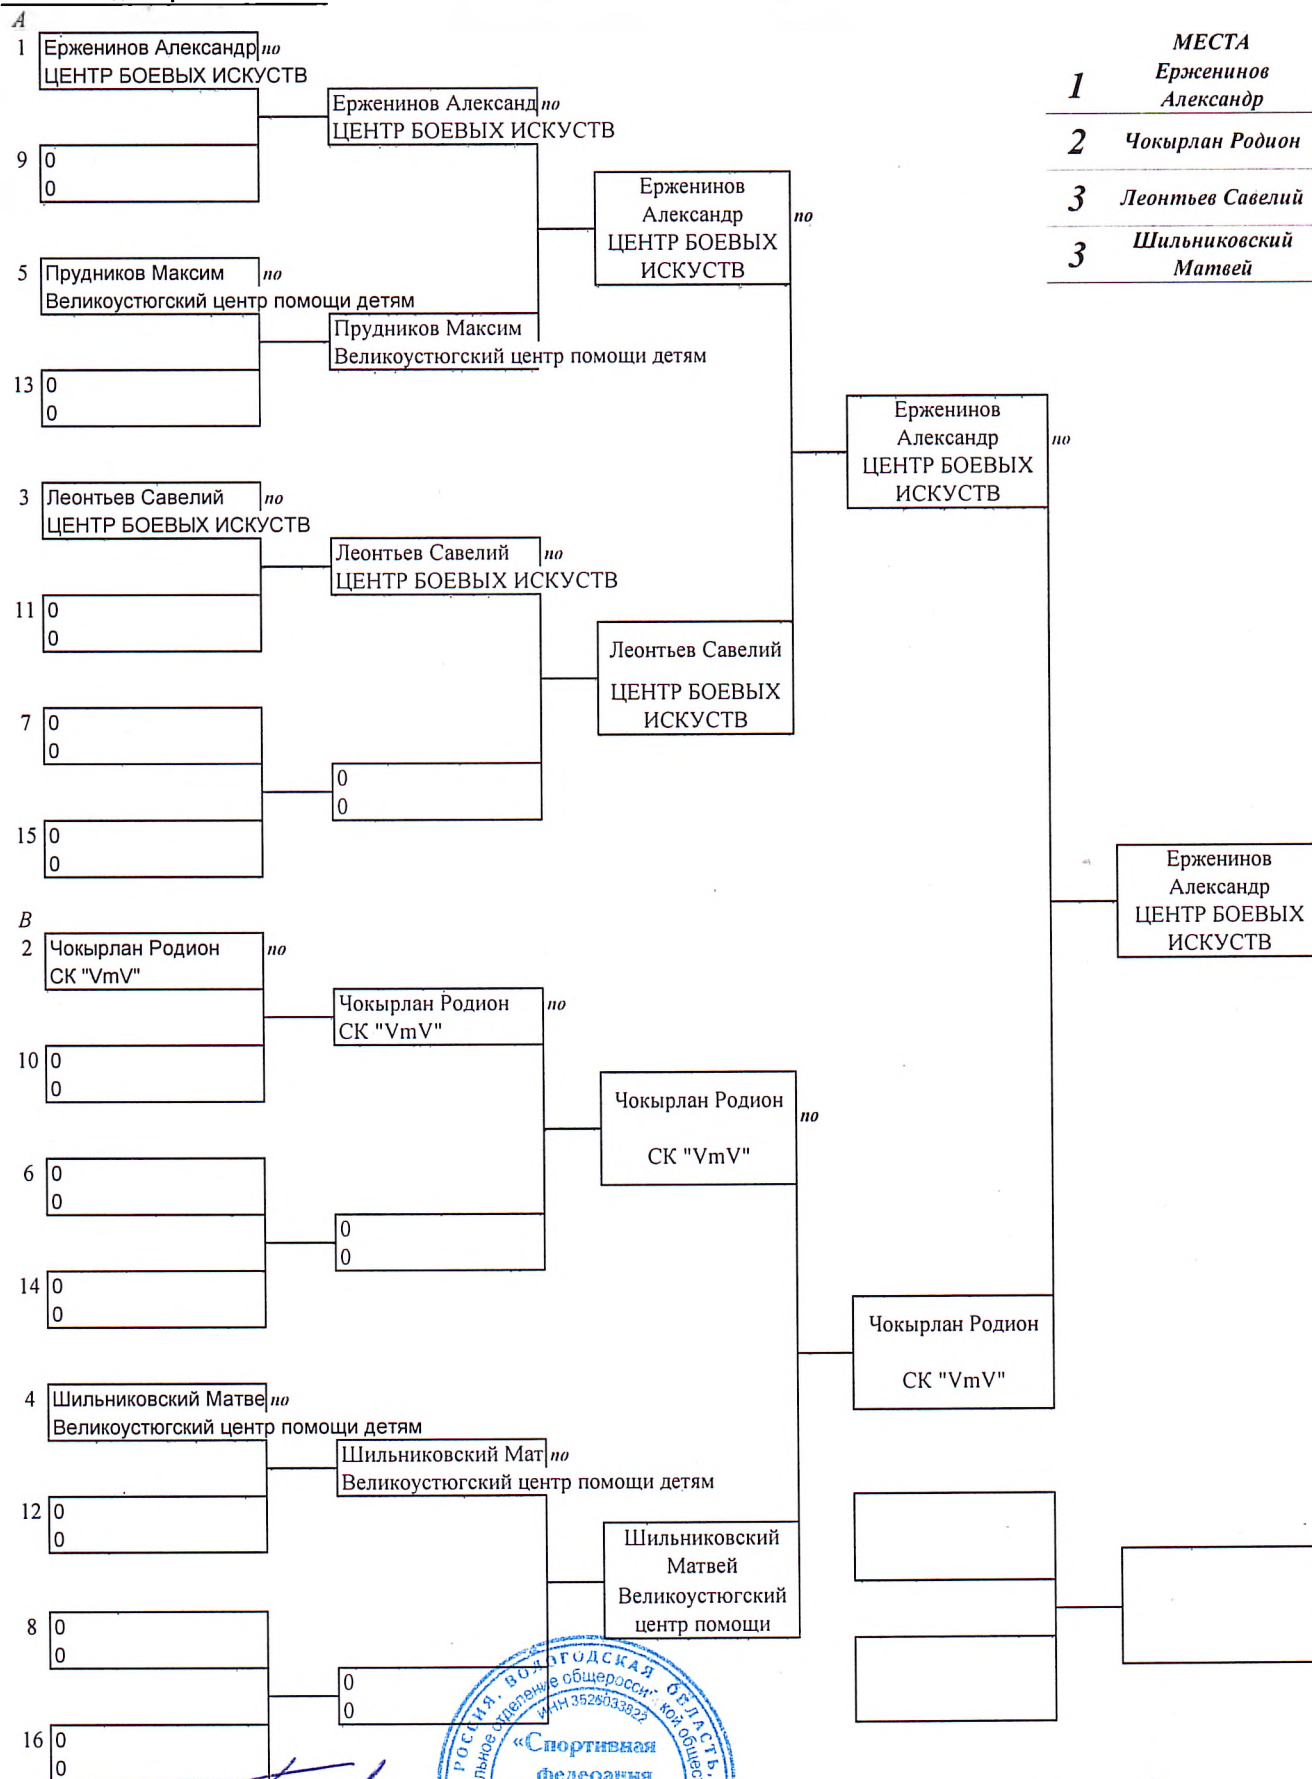 А
1 Ерженинов Александр по
ЦЕНТР БОЕВЫХ ИСКУСТВ
Ерженинов Александ по
ЦЕНТР БОЕВЫХ ИСКУСТВ
9 0
0
Ерженинов
Александр по
ЦЕНТР БОЕВЫХ
ИСКУСТВ
5 Прудников Максим по
Великоустюгский центр помощи детям
Прудников Максим
Великоустюгский центр помощи детям
13 0
0
Ерженинов
Александр по
ЦЕНТР БОЕВЫХ
ИСКУСТВ
3 Леонтьев Савелий по
ЦЕНТР БОЕВЫХ ИСКУСТВ
Леонтьев Савелий по
ЦЕНТР БОЕВЫХ ИСКУСТВ
11 0
0
Леонтьев Савелий
ЦЕНТР БОЕВЫХ
ИСКУСТВ
7 0
0
0
0
15 0
0
Ерженинов
Александр
ЦЕНТР БОЕВЫХ
ИСКУСТВ
В
2 Чокырлан Родион по
СК "VmV"
Чокырлан Родион по
СК "VmV"
10 0
0
Чокырлан Родион
по
СК "VmV"
6 0
0
0
0
14 0
0
Чокырлан Родион
СК "VmV"
4 Шильниковский Матве по
Великоустюгский центр помощи детям
Шильниковский Мат по
Великоустюгский центр помощи детям
12 0
0
Шильниковский
Матвей
Великоустюгский
центр помощи
8 0
0
0
0
16 0
0
МЕСТА
1 Ерженинов
Александр
2 Чокырлан Родион
3 Леонтьев Савелий
3 Шильниковский
Матвей
РОССИЯ, ВОЛОГОДСКАЯ ОБЛАСТЬ,
ИНН 3526033822
«Спортивная